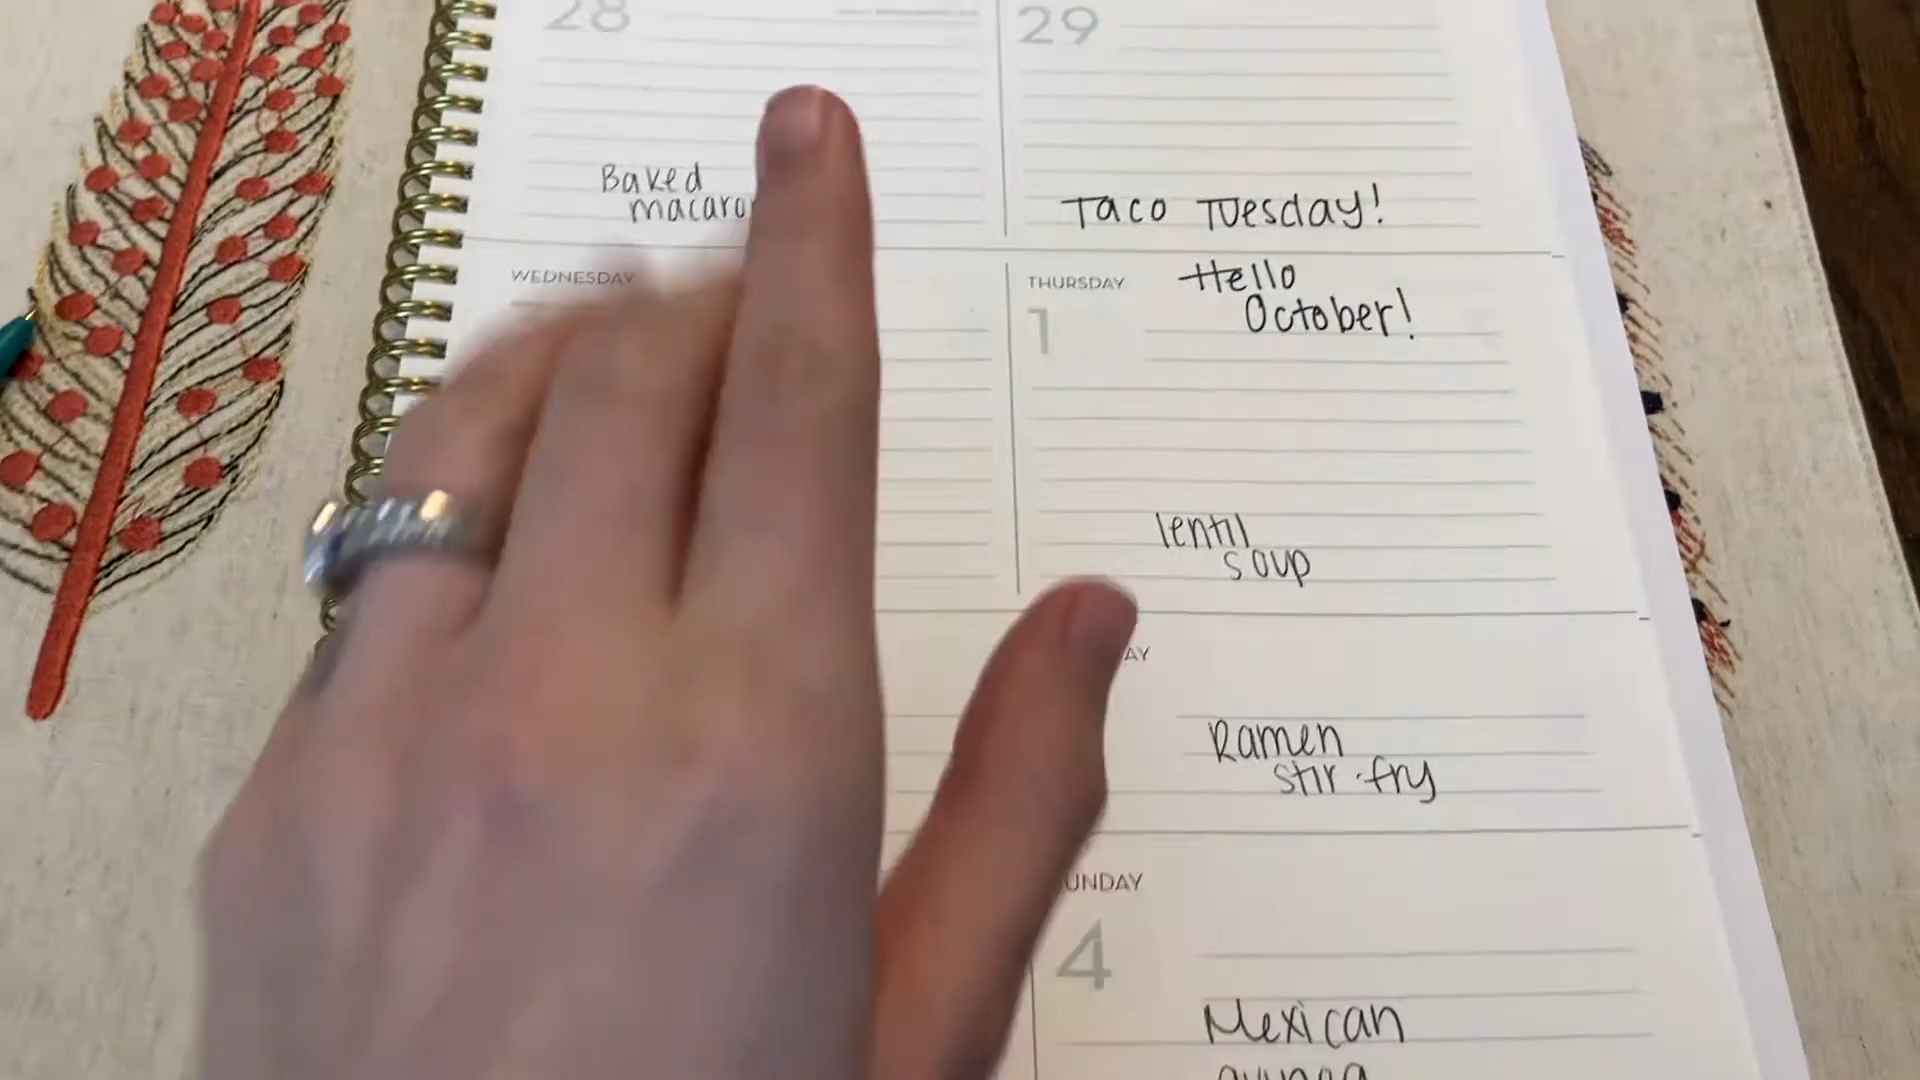 28
29
Baked
Taco Tuesday!
WEDNESDAY
THURSDAY
1
Hello
October!
lentil
soup
Ramen
stir-fry
4
Mexican